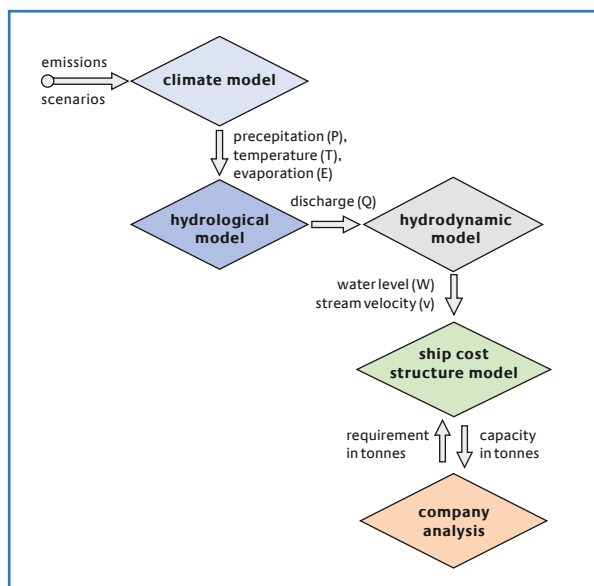 emissions
scenarios
climate model
precepitation (P),
temperature (T),
evaporation (E)
hydrological
model
discharge (Q)
hydrodynamic
model
water level (W)
stream velocity (v)
ship cost
structure model
requirement
in tonnes
capacity
in tonnes
company
analysis